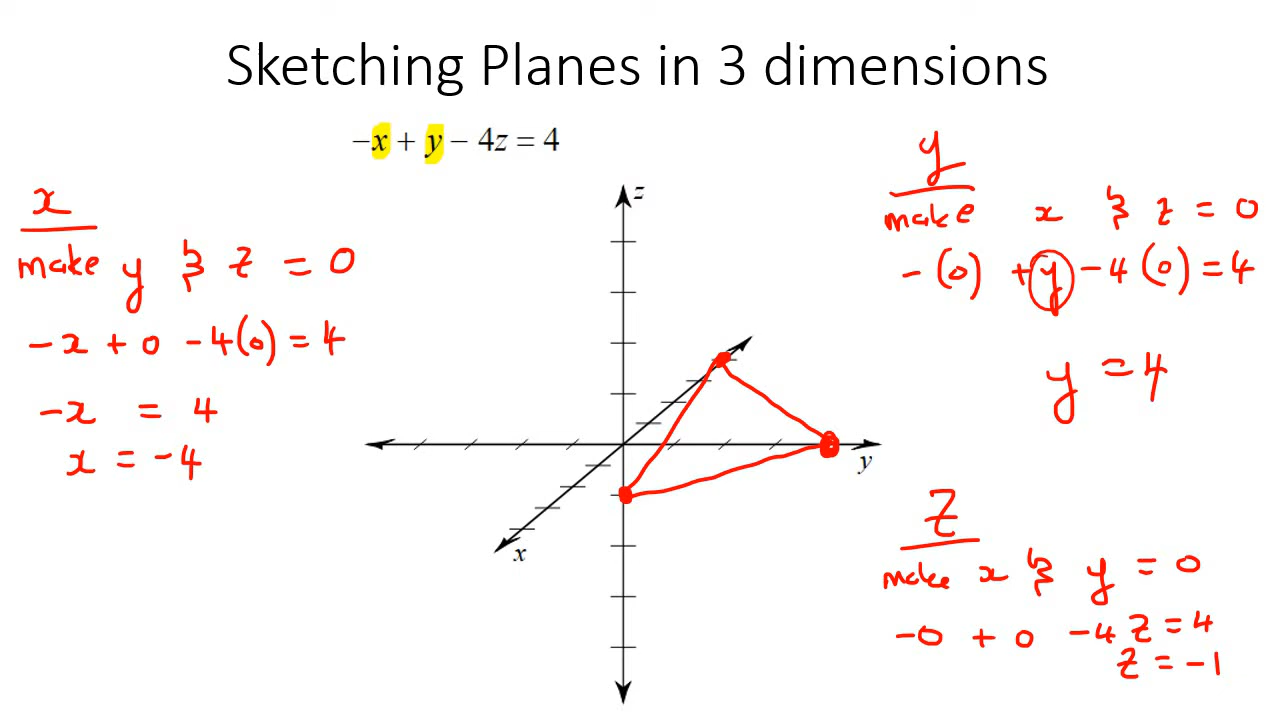 Sketching Planes in 3 dimensions
−x + y − 4z = 4
x
make y & z = 0
-x + 0 - 4(0) = 4
-x = 4
x = -4
z
y
x
y
make x & z = 0
-(0) + y - 4(0) = 4
y = 4
z
make x & y = 0
-0 + 0 - 4z = 4
z = -1